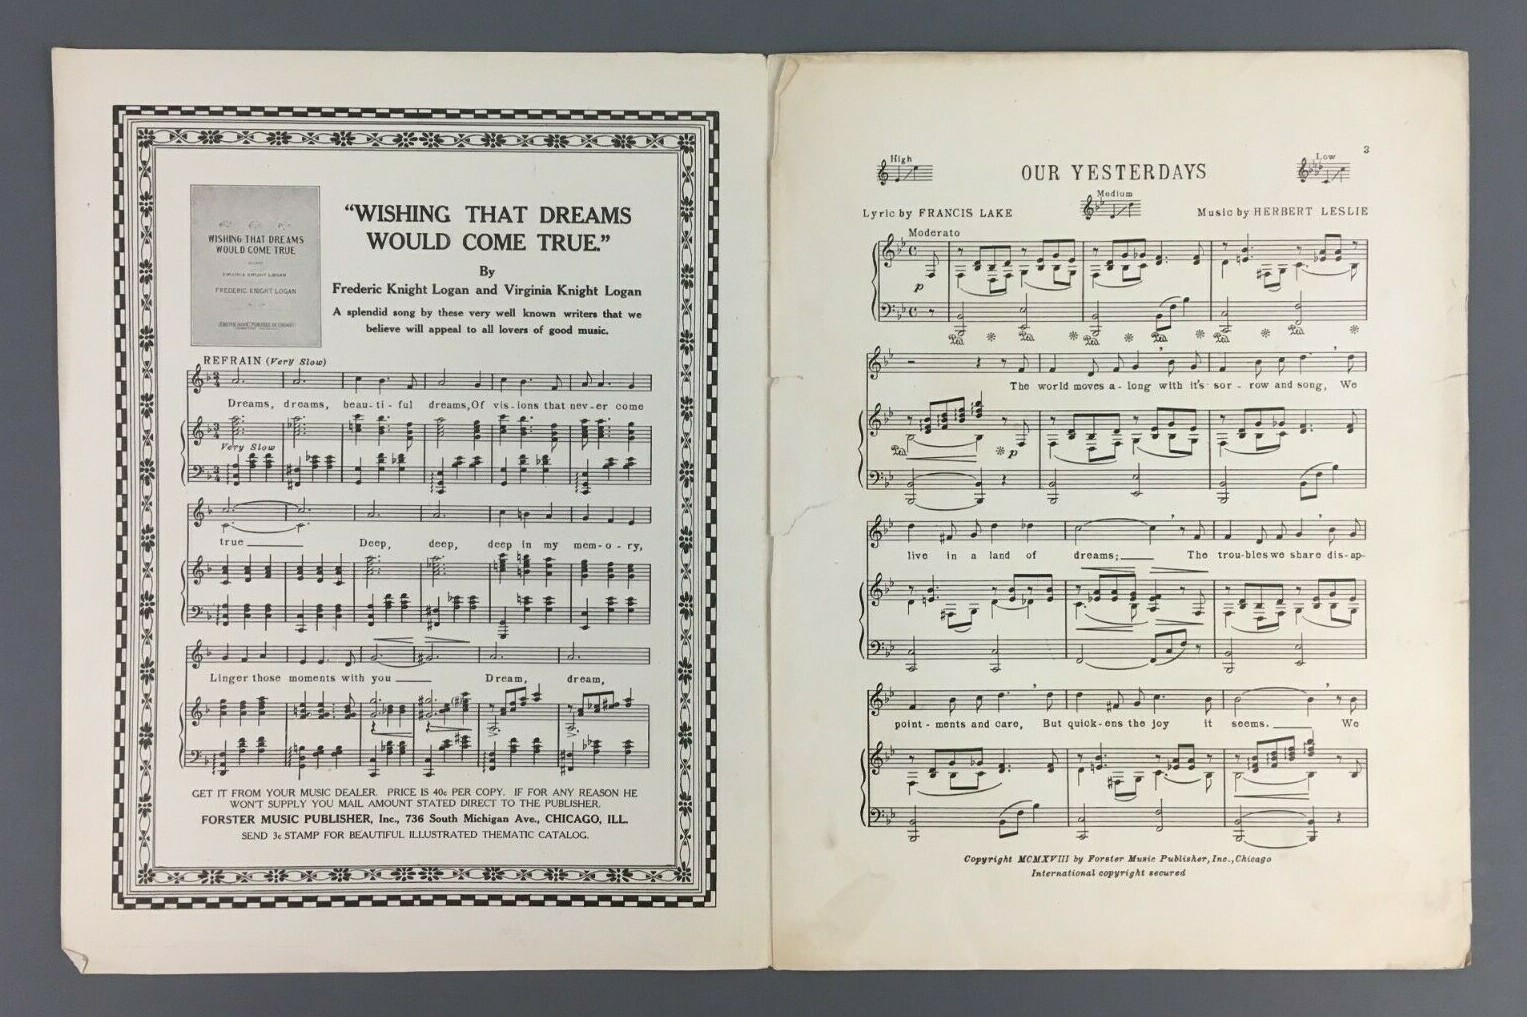 WISHING THAT DREAMS
WOULD COME TRUE
VIRGINIA KNIGHT LOGAN
FREDERIC KNIGHT LOGAN
"WISHING THAT DREAMS
WOULD COME TRUE."
By
Frederic Knight Logan and Virginia Knight Logan
A splendid song by these very well known writers that we
believe will appeal to all lovers of good music.
REFRAIN (Very Slow)
Dreams, dreams, beau-ti-ful dreams, Of vis-ions that nev-er come
Very Slow
true
Deep, deep, deep in my mem-o-ry,
Linger those moments with you
Dream, dream,
GET IT FROM YOUR MUSIC DEALER. PRICE IS 40c PER COPY. IF FOR ANY REASON HE
WON'T SUPPLY YOU MAIL AMOUNT STATED DIRECT TO THE PUBLISHER.
FORSTER MUSIC PUBLISHER, Inc., 736 South Michigan Ave., CHICAGO, ILL.
SEND 3c STAMP FOR BEAUTIFUL ILLUSTRATED THEMATIC CATALOG.
3
High
OUR YESTERDAYS
Low
Medium
Lyric by FRANCIS LAKE
Music by HERBERT LESLIE
Moderato
p
The world moves a-long with it's sor-row and song, We
p
live in a land of dreams; The trou-bles we share dis-ap-
point-ments and care, But quick-ens the joy it seems. We
Copyright MCMXVIII by Forster Music Publisher, Inc., Chicago
International copyright secured